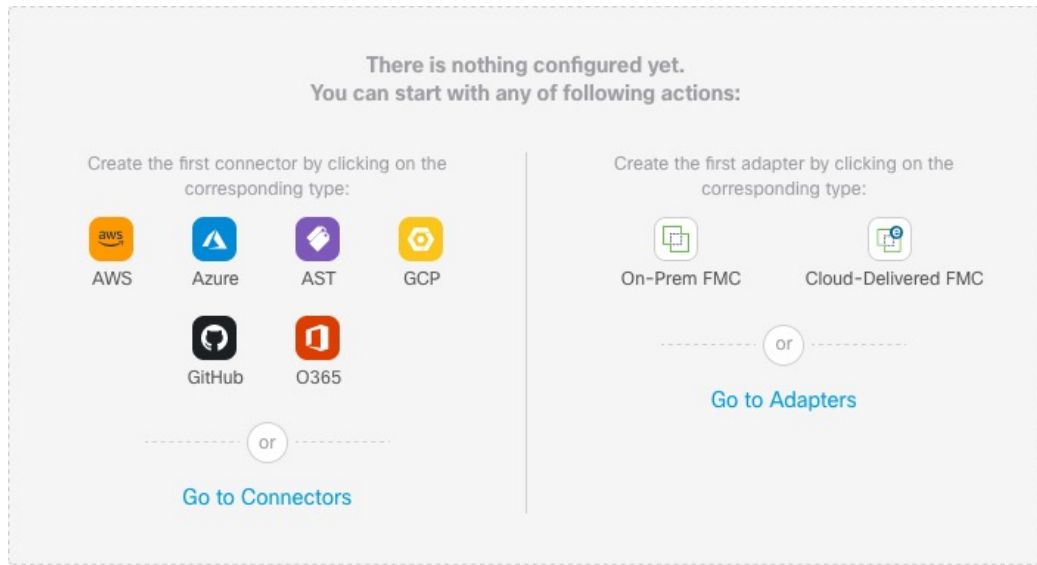 There is nothing configured yet.
You can start with any of following actions:
Create the first connector by clicking on the
corresponding type:
aws
AWS
Azure
AST
GCP
GitHub
O365
or
Go to Connectors
Create the first adapter by clicking on the
corresponding type:
On-Prem FMC
Cloud-Delivered FMC
or
Go to Adapters